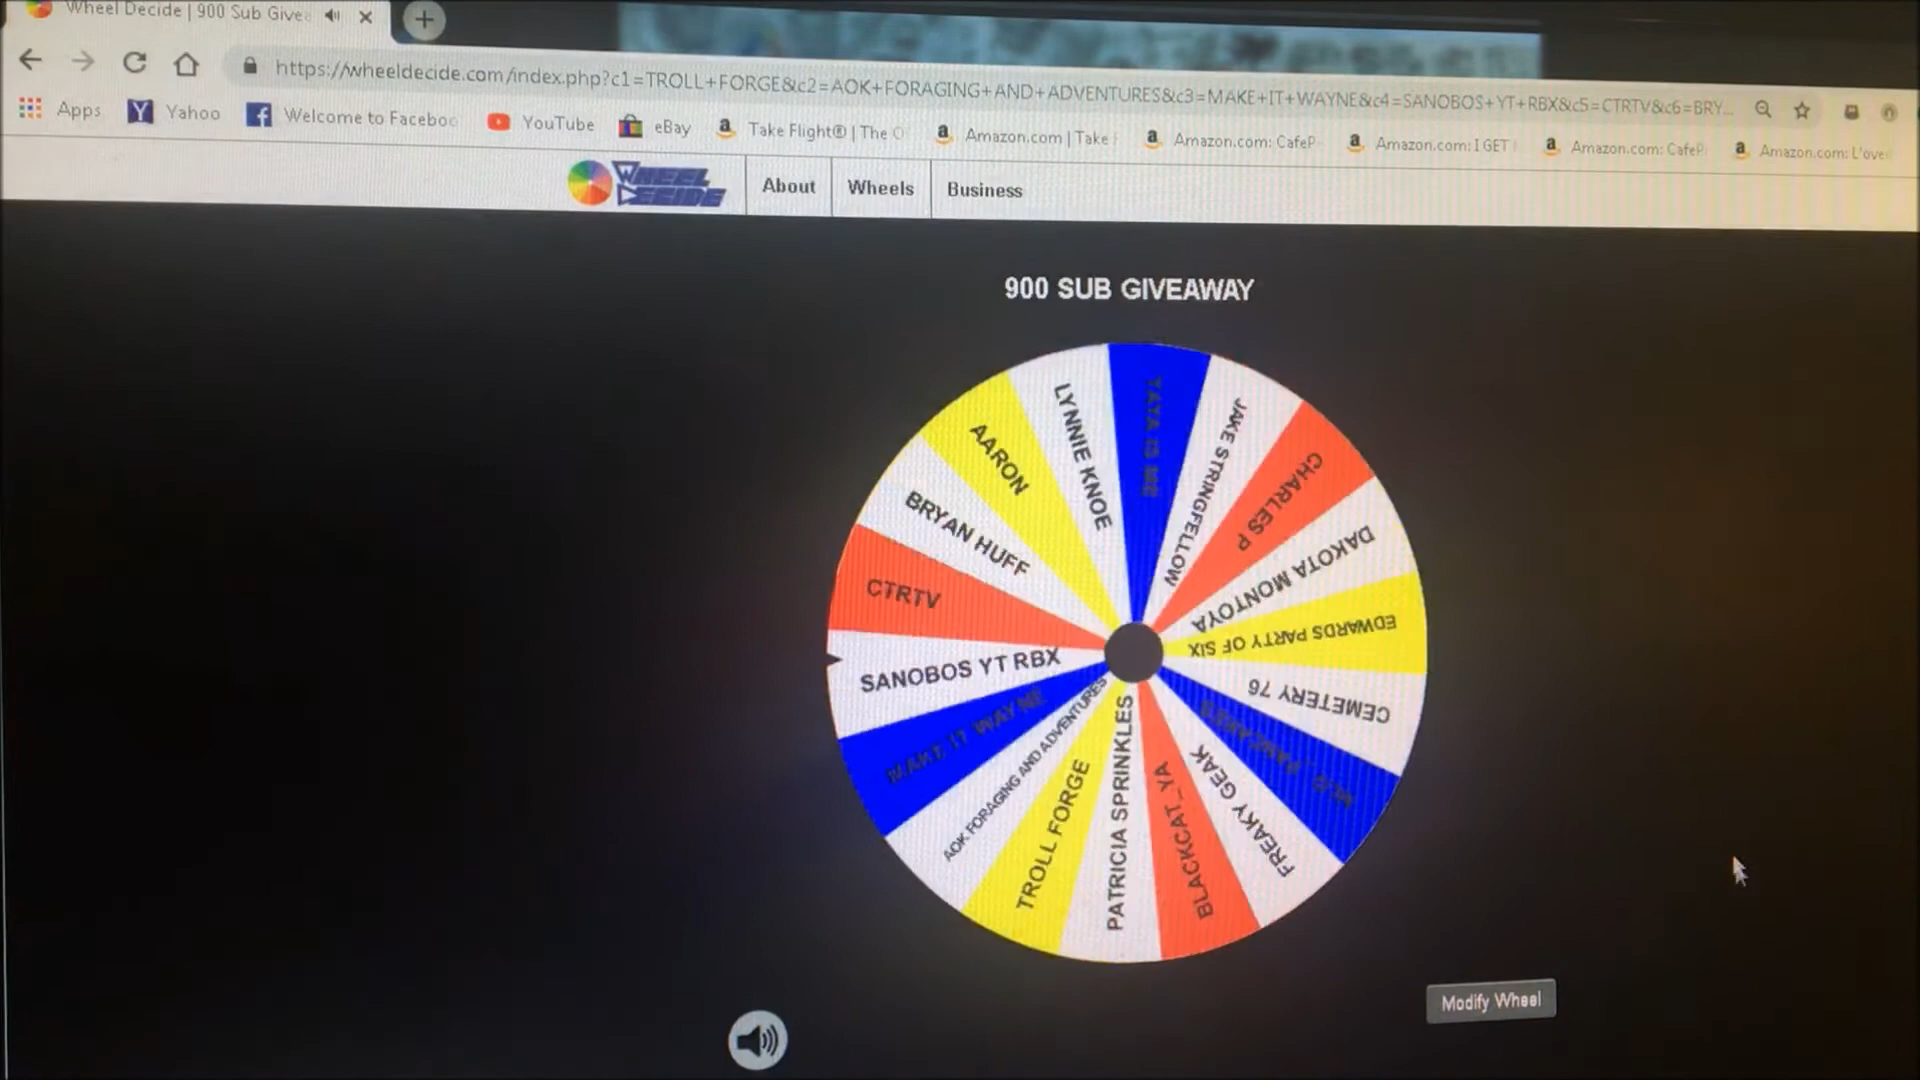 Wheel Decide | 900 Sub Give
https://wheeldecide.com/index.php?c1=TROLL+FORGE&c2=AOK+FORAGING+AND+ADVENTURES&c3=MAKE+IT+WAYNE&c4=SANOBOS+YT+RBX&c5=CTRTV&c6=BRY...
Apps Yahoo Welcome to Faceboo YouTube eBay Take Flight® | The O Amazon.com | Take Amazon.com: CafeP Amazon.com: I GET Amazon.com: CafeP Amazon.com: L'ove
WHEEL DECIDE
About Wheels Business
900 SUB GIVEAWAY
TATA IS ME
JAKE STRINGFELLOW
CHARLES P
DAKOTA MONTOYA
EDWARDS PARTY OF SIX
CEMETERY 76
FREAKY GEAK
BLACKCAT_YA
PATRICIA SPRINKLES
TROLL FORGE
AOK FORAGING AND ADVENTURES
MAKE IT WAYNE
SANOBOS YT RBX
CTRTV
BRYAN HUFF
AARON
LYNNIE KNOE
Modify Wheel